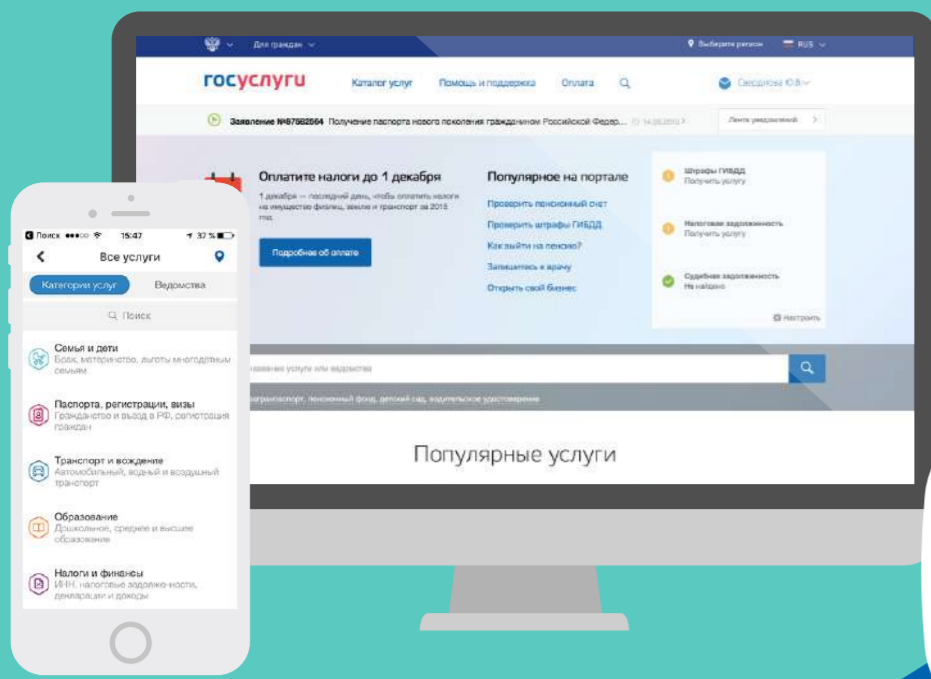 Для граждан
Выберите регион
RUS
госуслуги
Каталог услуг
Помощь и поддержка
Оплата
Заявление №87582564 Получение паспорта нового поколения гражданином Российской Федер...
Лента уведомлений
Оплатите налоги до 1 декабря
1 декабря — последний день, чтобы оплатить налоги
на имущество физлиц, землю и транспорт за
год.
Подробнее об оплате
Популярное на портале
Проверить пенсионный счет
Проверить штрафы ГИБДД
Как выйти на пенсию?
Запишитесь к врачу
Открыть свой бизнес
Штрафы ГИБДД
Получить услугу
Налоговая задолженность
Получить услугу
Судебная задолженность
Не найдено
Настроить
услуги или ведомства
загранпаспорт, пенсионный фонд, детский сад, водительское удостоверение
Популярные услуги
Поиск 15:47 37 %
Все услуги
Категории услуг
Ведомства
Поиск
Семья и дети
Брак, материнство, льготы многодетным
семьям
Паспорта, регистрации, визы
Гражданство и въезд в РФ, регистрация
граждан
Транспорт и вождение
Автомобильный, водный и воздушный
транспорт
Образование
Дошкольное, среднее и высшее
образование
Налоги и финансы
ИНН, налоговые задолженности,
декларации и доходы